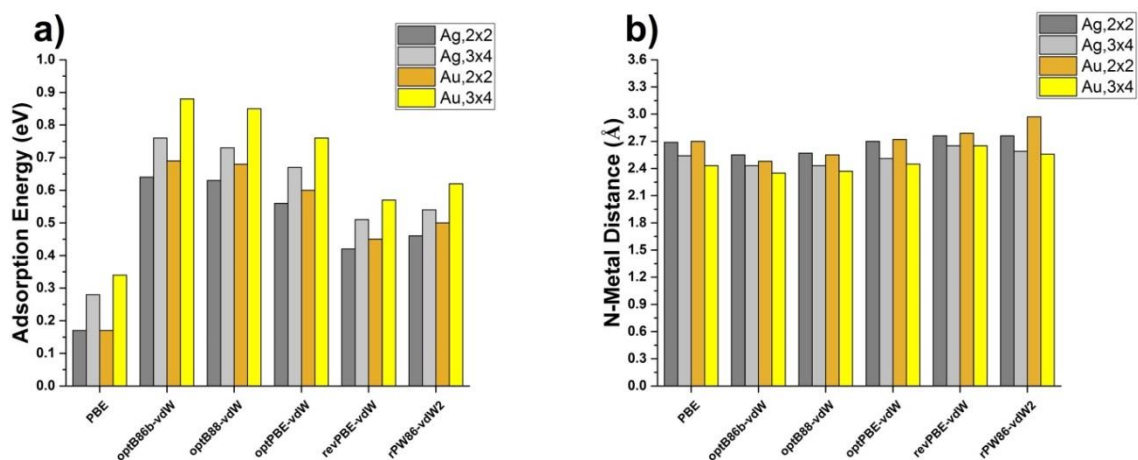 a)
Ag,2x2
Ag,3x4
Au,2x2
Au,3x4
Adsorption Energy (eV)
1.0
0.9
0.8
0.7
0.6
0.5
0.4
0.3
0.2
0.1
0.0
PBE
optB86b-vdW
optB88-vdW
optPBE-vdW
revPBE-vdW
rPW86-vdW2
b)
Ag,2x2
Ag,3x4
Au,2x2
Au,3x4
N-Metal Distance (Å)
3.6
3.3
3.0
2.7
2.4
2.1
1.8
1.5
1.2
0.9
0.6
0.3
0.0
PBE
optB86b-vdW
optB88-vdW
optPBE-vdW
revPBE-vdW
rPW86-vdW2